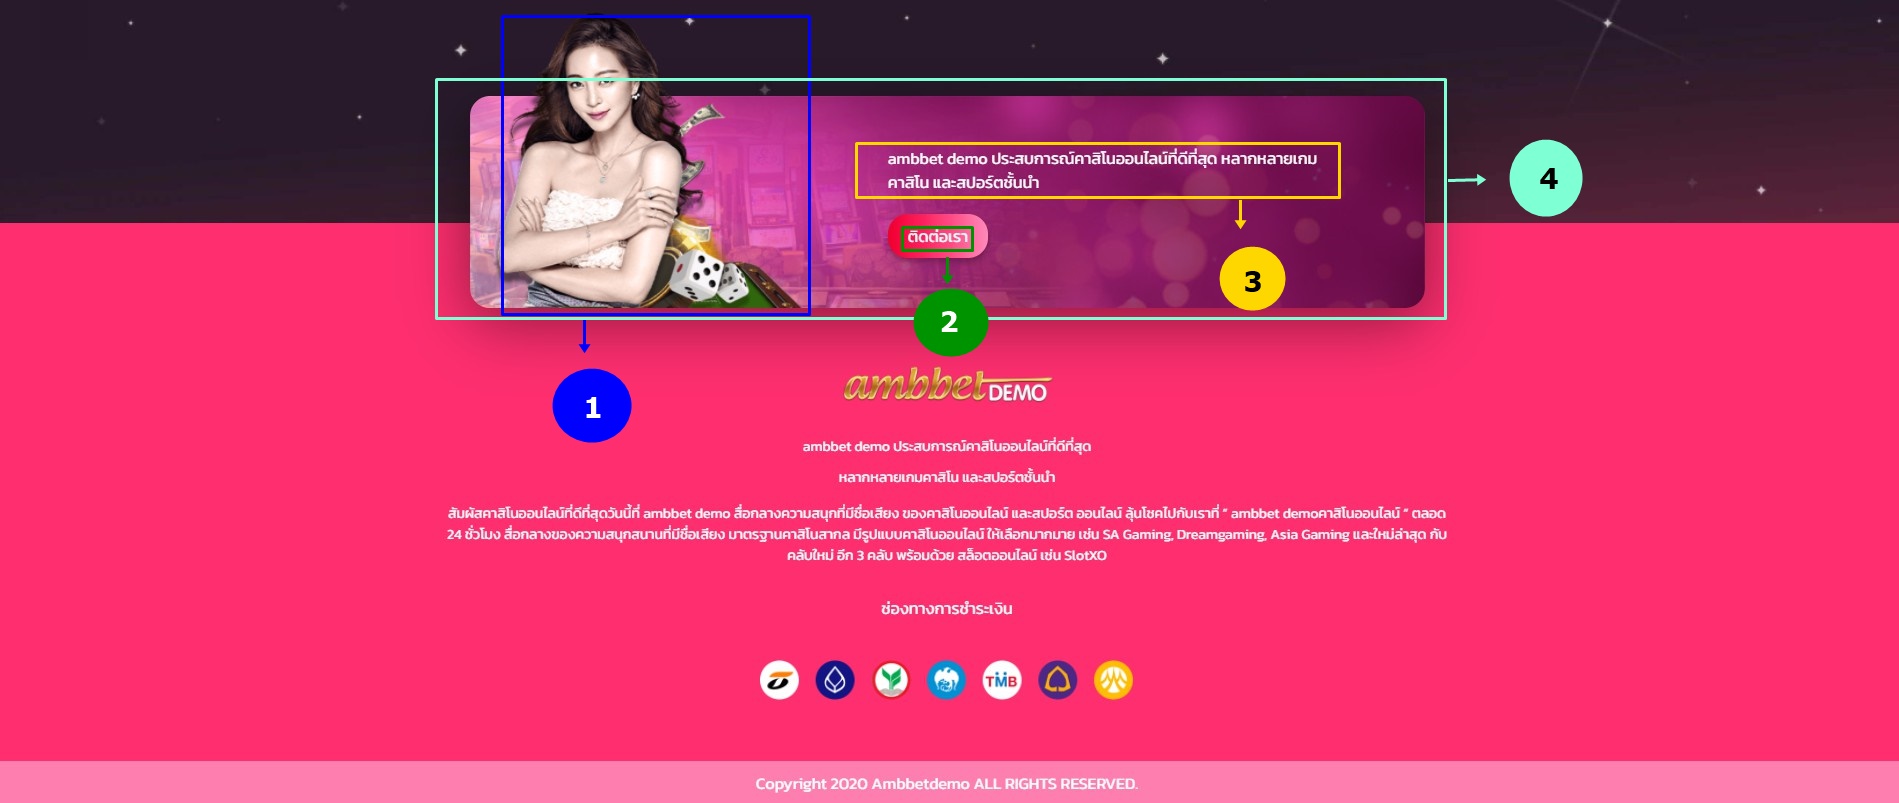 ambbet demo ประสบการณ์คาสิโนออนไลน์ที่ดีที่สุด หลากหลายเกม
คาสิโน และสปอร์ตชั้นนำ
4
ติดต่อเรา
3
2
1
ambbet DEMO
ambbet demo ประสบการณ์คาสิโนออนไลน์ที่ดีที่สุด
หลากหลายเกมคาสิโน และสปอร์ตชั้นนำ
สัมผัสคาสิโนออนไลน์ที่ดีที่สุดวันนี้ที่ ambbet demo สื่อกลางความสนุกที่มีชื่อเสียง ของคาสิโนออนไลน์ และสปอร์ต ออนไลน์ ลุ้นโชคไปกับเราที่ “ ambbet demoคาสิโนออนไลน์ “ ตลอด
24 ชั่วโมง สื่อกลางของความสนุกสนานที่มีชื่อเสียง มาตรฐานคาสิโนสากล มีรูปแบบคาสิโนออนไลน์ ให้เลือกมากมาย เช่น SA Gaming, Dreamgaming, Asia Gaming และใหม่ล่าสุด กับ
คลับใหม่ อีก 3 คลับ พร้อมด้วย สล็อตออนไลน์ เช่น SlotXO
ช่องทางการชำระเงิน
TMB
Copyright 2020 Ambbetdemo ALL RIGHTS RESERVED.